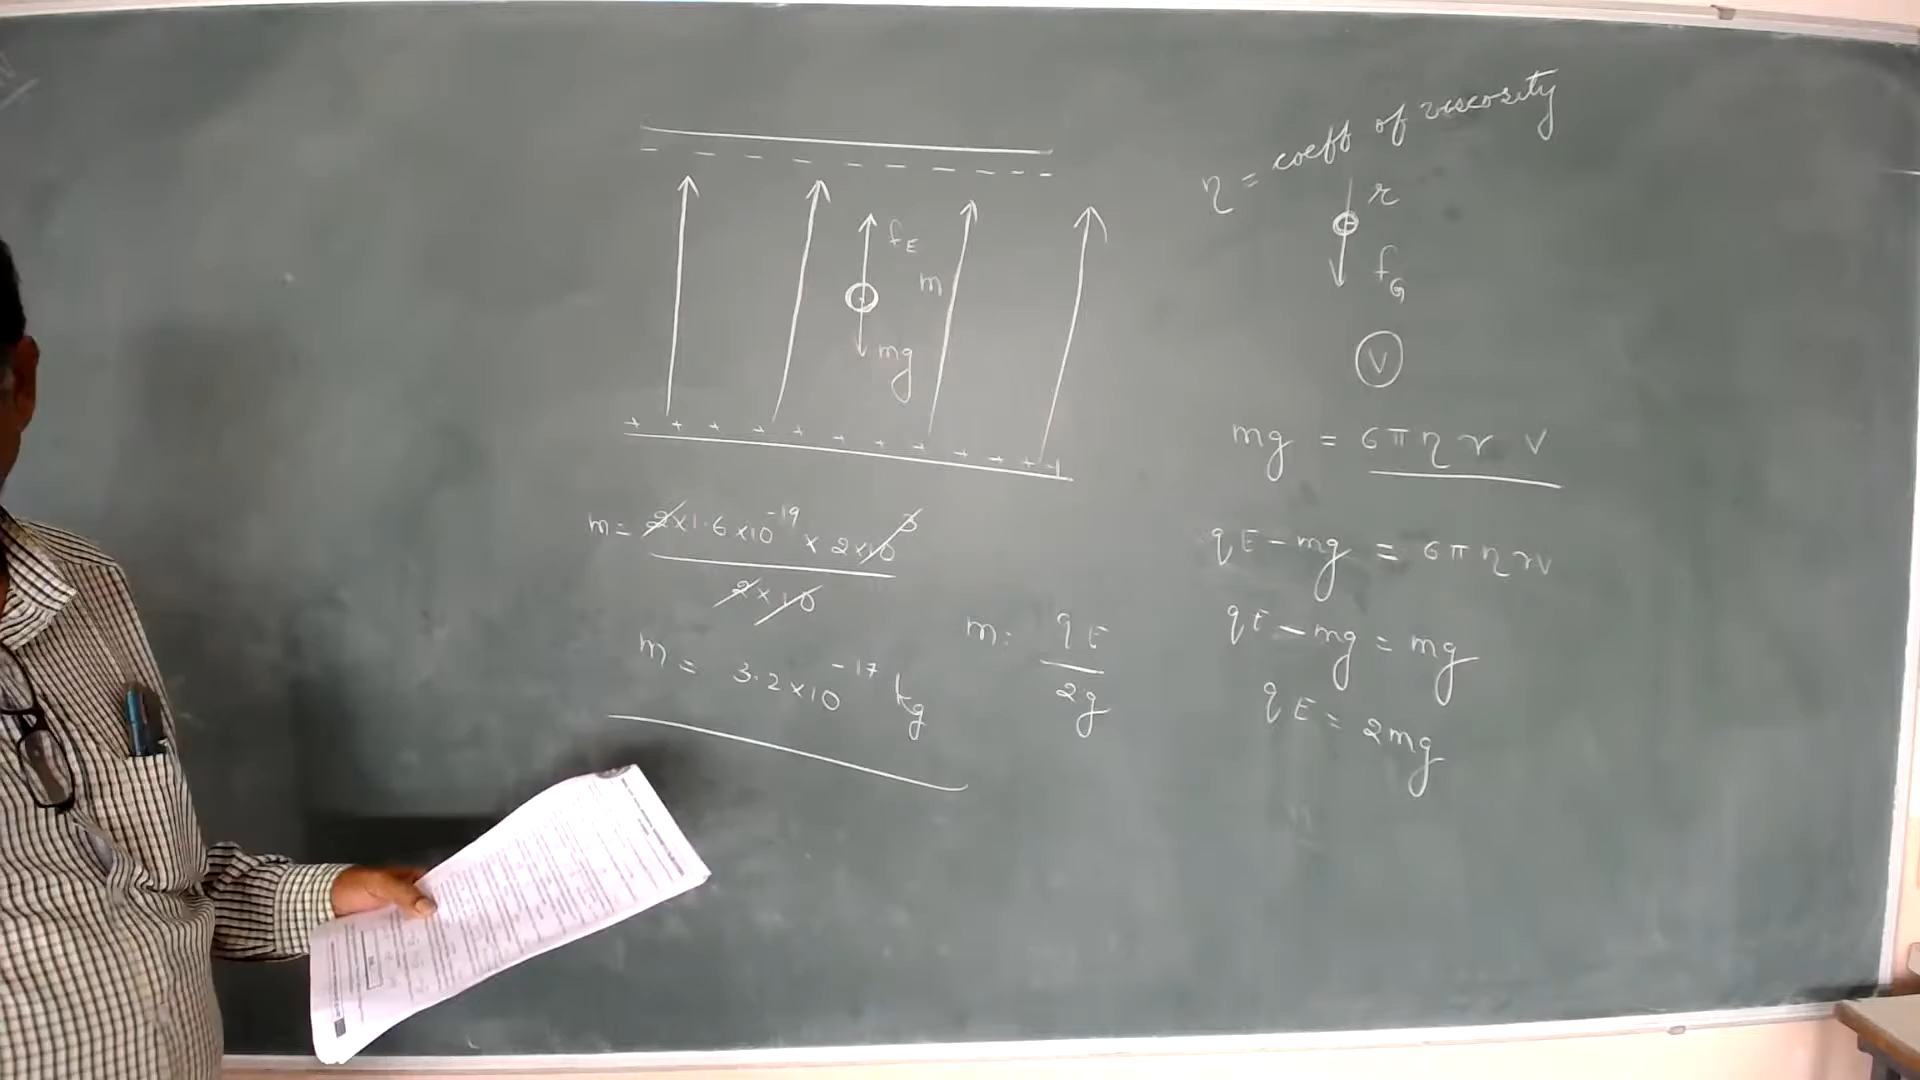 η = coeff of viscosity
r
f_E
m
mg
f_G
V
mg = 6πηrV
m = 2×1.6×10^-19 × 2×10^3
2×10
m = 3.2×10^-17 kg
m = qE
2g
qE - mg = 6πηrV
qE - mg = mg
qE = 2mg